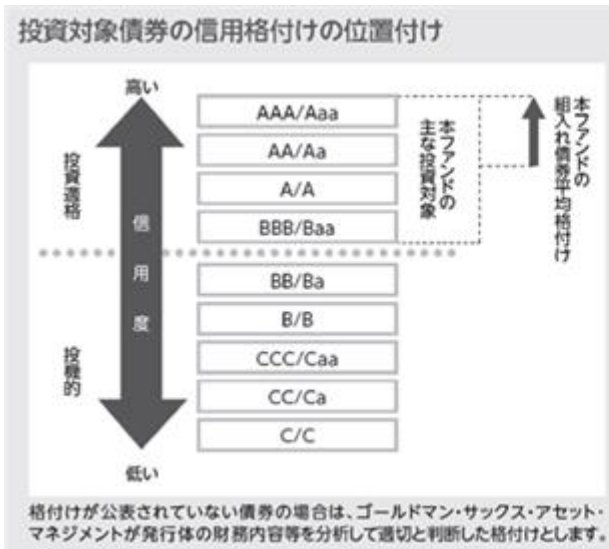 投資対象債券の信用格付けの位置付け
高い
投資適格
信用度
投機的
低い
AAA/Aaa
AA/Aa
A/A
BBB/Baa
BB/Ba
B/B
CCC/Caa
CC/Ca
C/C
本ファンドの
主な投資対象
本ファンドの
組入れ債券平均格付け
格付けが公表されていない債券の場合は、ゴールドマン・サックス・アセット・
マネジメントが発行体の財務内容等を分析して適切と判断した格付けとします。